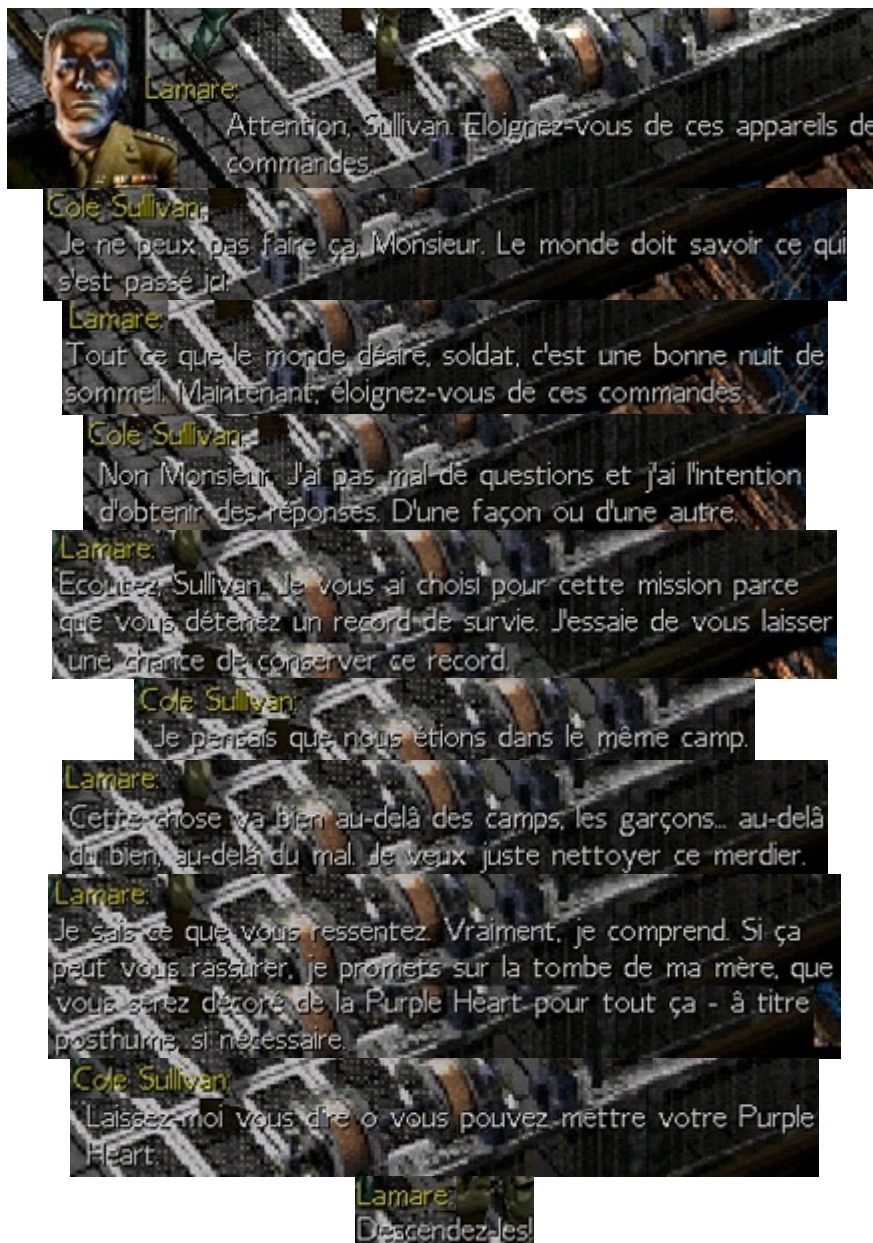 Lamare:
Attention, Sullivan. Eloignez-vous de ces appareils de
commandes.
Cole Sulllivan:
Je ne peux pas faire ça, Monsieur. Le monde doit savoir ce qui
s'est passé ici.
Lamare:
Tout ce que le monde désire, soldat, c'est une bonne nuit de
sommeil. Maintenant, éloignez-vous de ces commandes.
Cole Sulllivan:
Non Monsieur. J'ai pas mal de questions et j'ai l'intention
d'obtenir des réponses. D'une façon ou d'une autre.
Lamare:
Ecoutez, Sullivan. Je vous ai choisi pour cette mission parce
que vous détenez un record de survie. J'essaie de vous laisser
une chance de conserver ce record.
Cole Sulllivan:
Je pensais que nous étions dans le même camp.
Lamare:
Cette chose va bien au-delâ des camps, les garçons... au-delâ
du bien, au-delâ du mal. Je veux juste nettoyer ce merdier.
Lamare:
Je sais ce que vous ressentez. Vraiment, je comprend. Si ça
peut vous rassurer, je promets sur la tombe de ma mère, que
vous serez décoré de la Purple Heart pour tout ça - â titre
posthume, si nécessaire.
Cole Sulllivan:
Laissez-moi vous dire o vous pouvez mettre votre Purple
Heart.
Lamare:
Descendez-les!